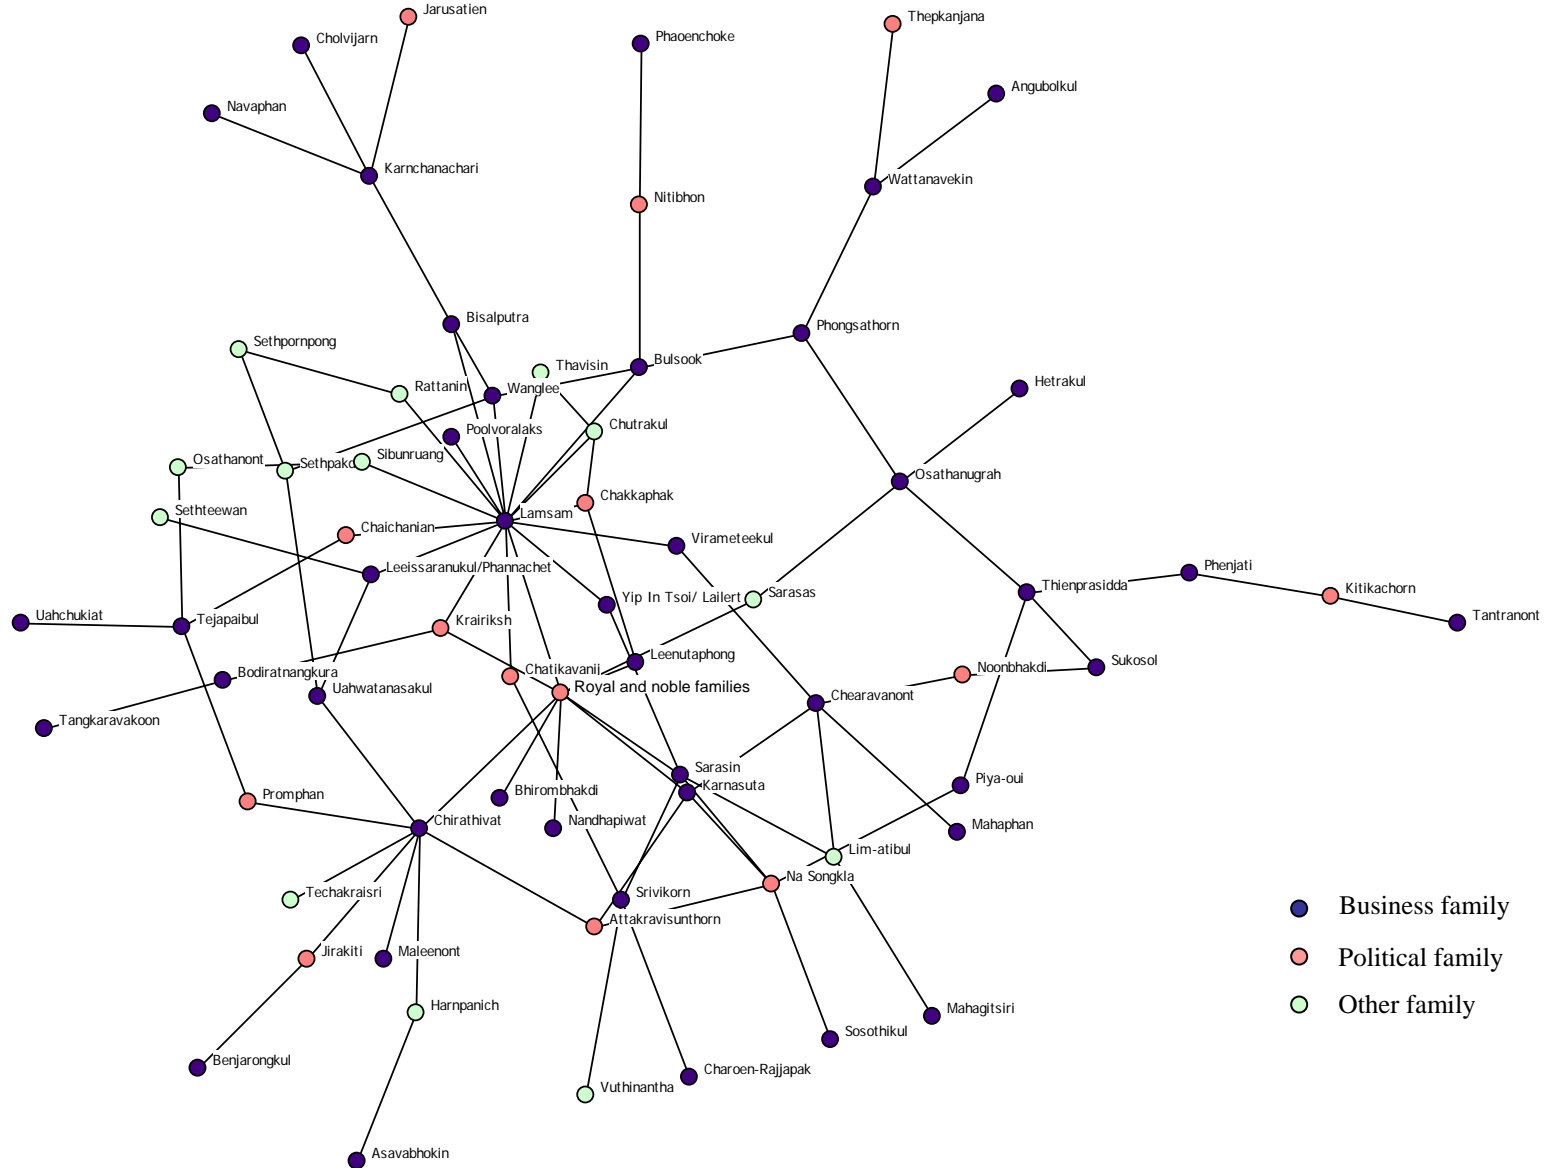 Jarusatien
Thepkanjana
Cholvijarn
Phaoenchoke
Angubolkul
Navaphan
Karnchanachari
Wattanavekin
Nitibhon
Bisalputra
Phongsathorn
Sethpornpong
Thavisin
Bulsook
Hetrakul
Rattanin
Wanglee
Poolvoralaks
Chutrakul
Osathanont
Sibunruang
Osathanugrah
Chakkaphak
Sethteewan
Lamsam
Chaichanian
Virameteekul
Leeissaranukul/Phannachet
Phenjati
Thienprasidda
Kitikachorn
Yip In Tsoi/ Lailert
Sarasas
Uahchukiat
Tejapaibul
Krairiksh
Tantranont
Leenutaphong
Sukosol
Bodiratnangkura
Noonbhakdi
Uahwatanasakul
Royal and noble families
Chearavanont
Tangkaravakoon
Sarasin
Piya-oui
Karnasuta
Bhirombhakdi
Promphan
Chirathivat
Nandhapiwat
Mahaphan
Lim-atibul
Na Songkla
Techakraisri
Srivikorn
Business family
Attakravisunthorn
Jirakiti
Maleenont
Political family
Harnpanich
Mahagitsiri
Other family
Sosothikul
Benjarongkul
Charoen-Rajjapak
Vuthinantha
Asavabhokin